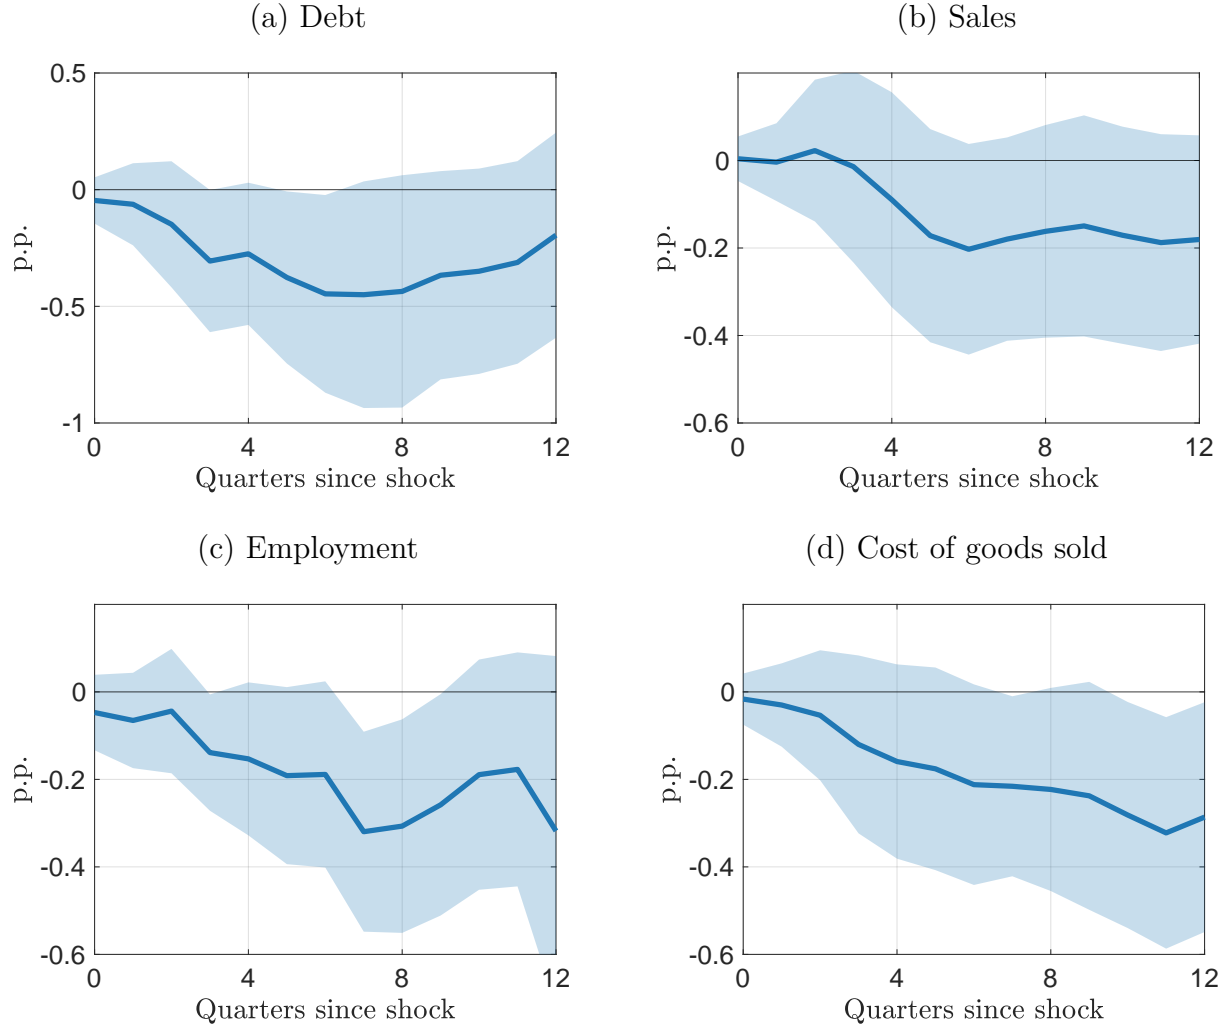 (a) Debt
0.5
0
-0.5
-1
p.p.
0 4 8 12
Quarters since shock
(b) Sales
0
-0.2
-0.4
-0.6
p.p.
0 4 8 12
Quarters since shock
(c) Employment
0
-0.2
-0.4
-0.6
p.p.
0 4 8 12
Quarters since shock
(d) Cost of goods sold
0
-0.2
-0.4
-0.6
p.p.
0 4 8 12
Quarters since shock